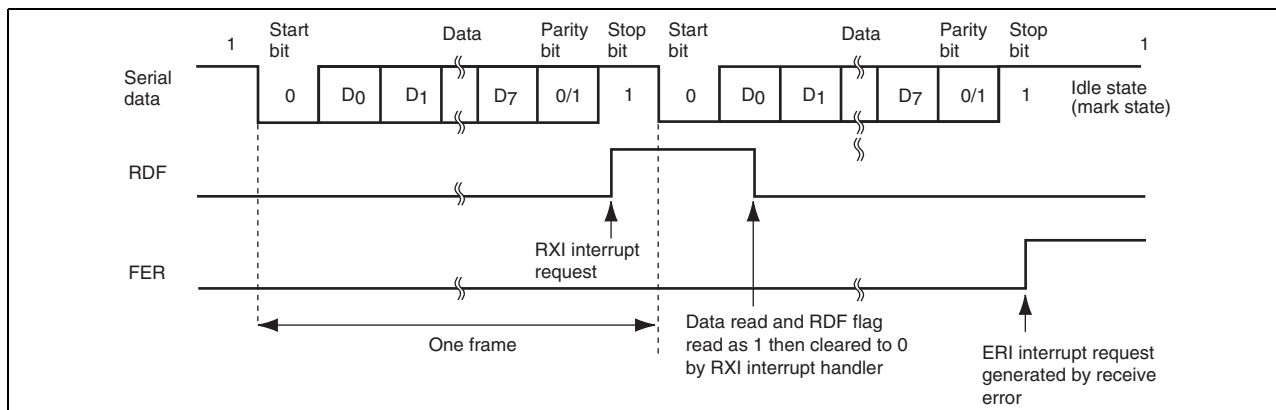 1 Start bit Data Parity bit Stop bit Start bit Data Parity bit Stop bit 1
Serial data 0 D0 D1 D7 0/1 1 0 D0 D1 D7 0/1 1 Idle state (mark state)
RDF
RXI interrupt
request
FER
One frame
Data read and RDF flag
read as 1 then cleared to 0
by RXI interrupt handler
ERI interrupt request
generated by receive
error